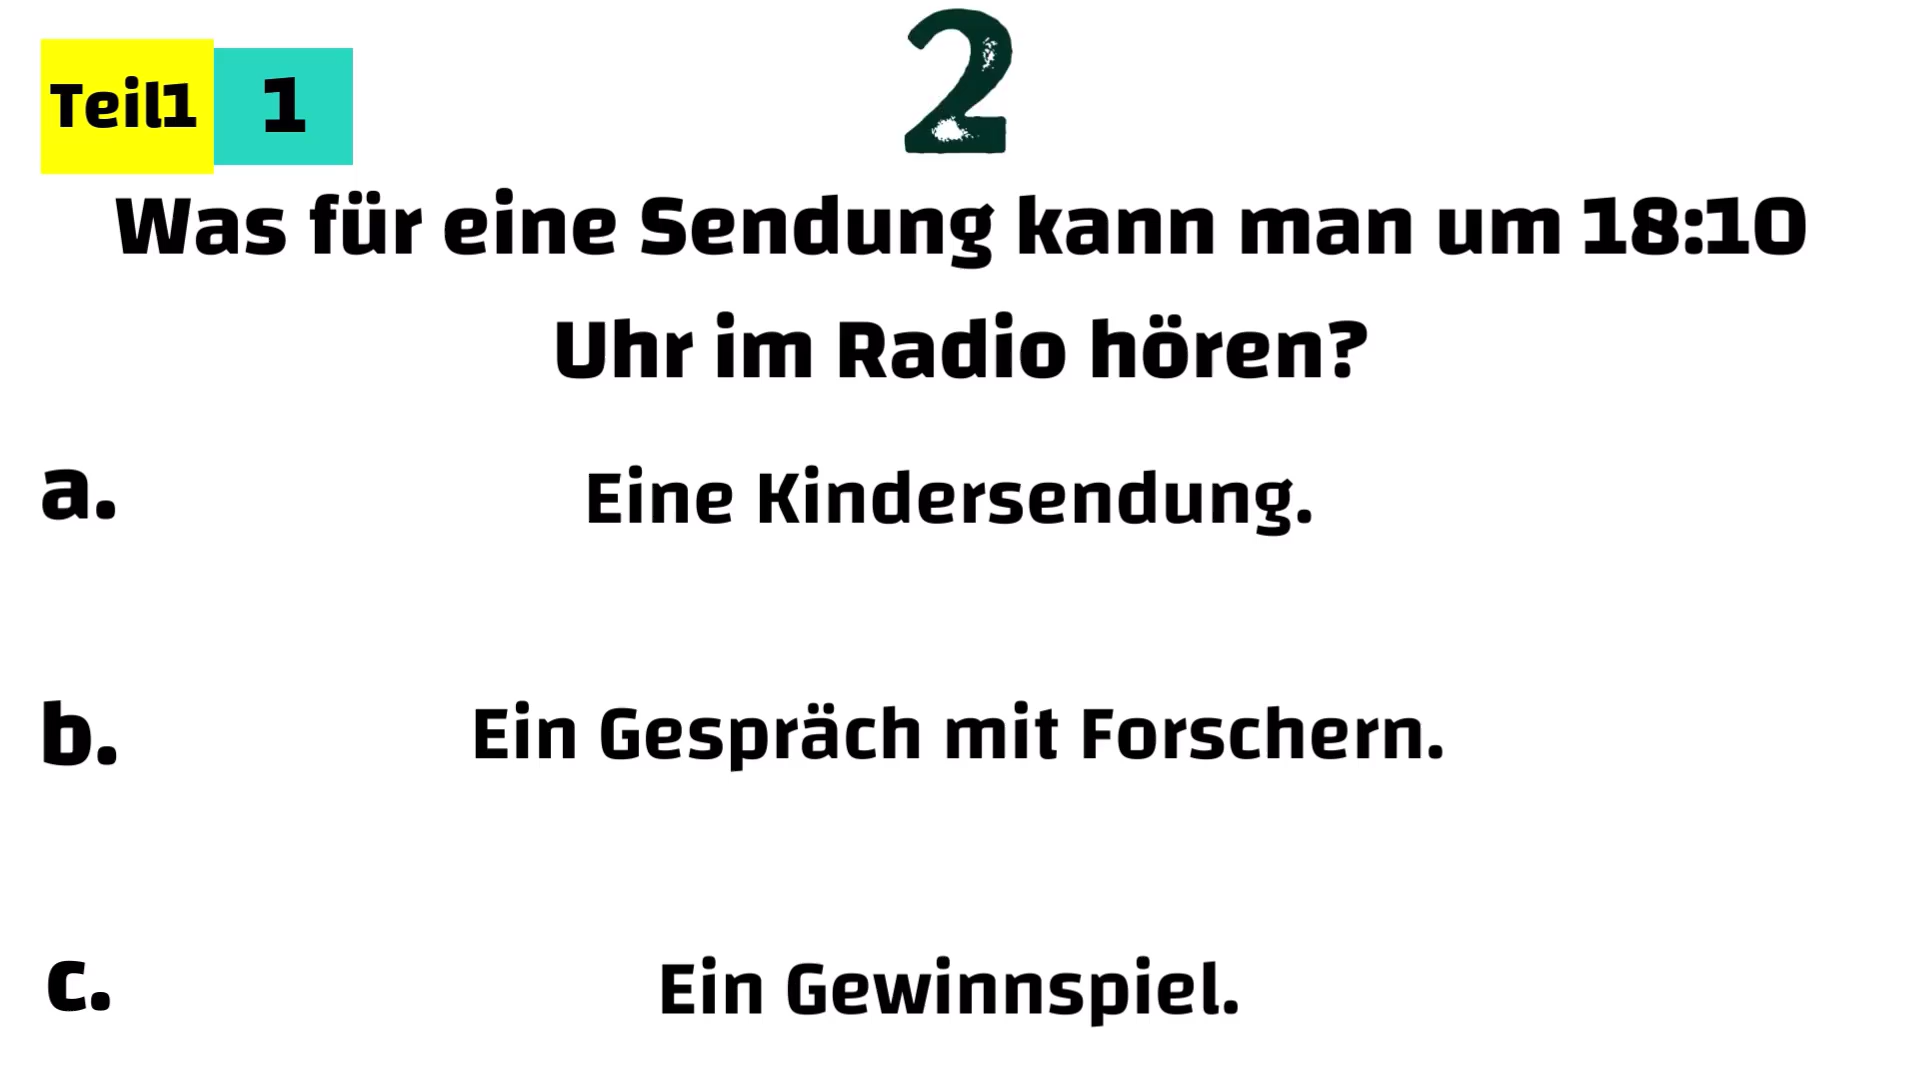 2
Teil1 1
Was für eine Sendung kann man um 18:10
Uhr im Radio hören?
a. Eine Kindersendung.
b. Ein Gespräch mit Forschern.
c. Ein Gewinnspiel.